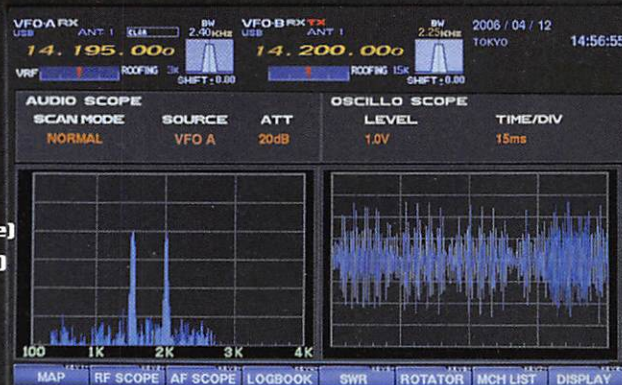 VFO-A RX
USB ANT 1 CLAR
BW
2.40KHz
14.195.000
VRF ROOFING 3K SHIFT±0.00
VFO-B RX TX
USB ANT 1
BW
2.25KHz
14.200.000
ROOFING 15K SHIFT±0.00
2006/04/12
TOKYO 14:56:55
AUDIO SCOPE
SCAN MODE SOURCE ATT
NORMAL VFO A 20dB
OSCILLO SCOPE
LEVEL TIME/DIV
1.0V 15ms
e)
)
100 1K 2K 3K 4K
MAP RF SCOPE AF SCOPE LOGBOOK SWR ROTATOR MCH LIST DISPLAY